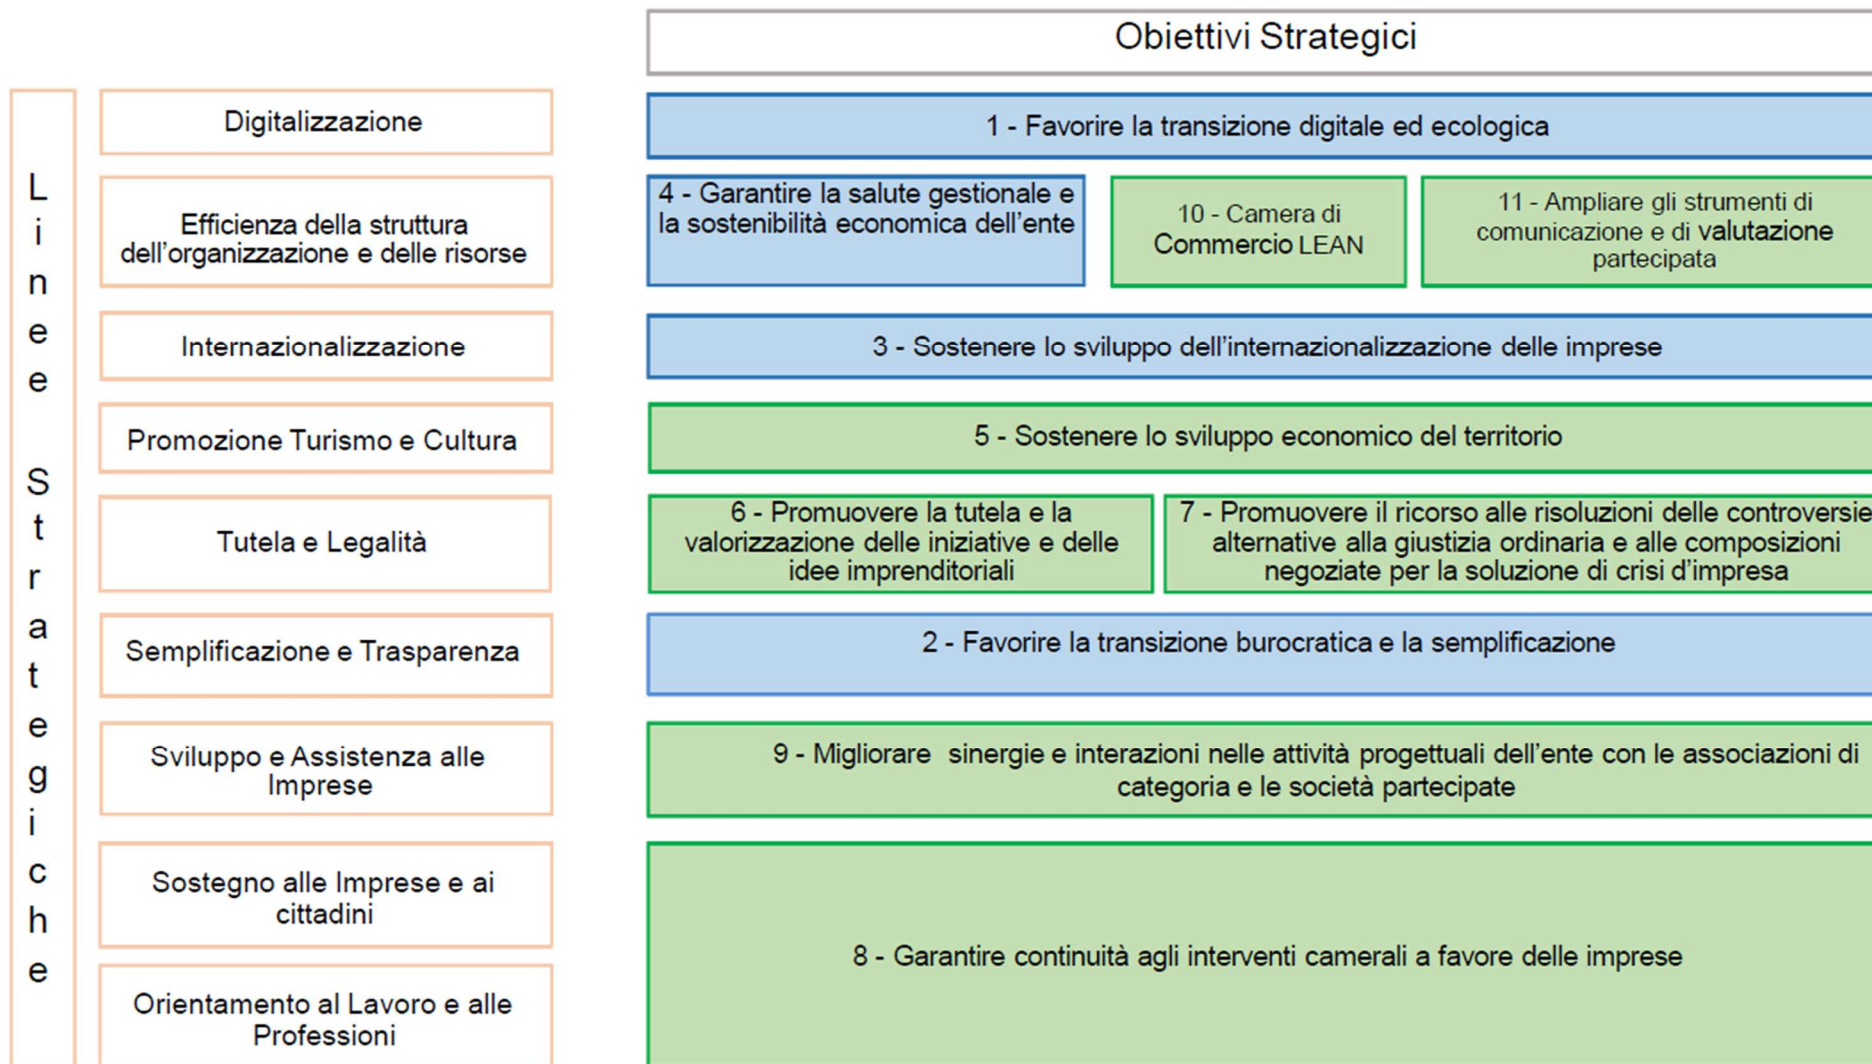 Obiettivi Strategici
Linee Strategiche
Digitalizzazione
1 - Favorire la transizione digitale ed ecologica
Efficienza della struttura
dell'organizzazione e delle risorse
4 - Garantire la salute gestionale e
la sostenibilità economica dell'ente
10 - Camera di
Commercio LEAN
11 - Ampliare gli strumenti di
comunicazione e di valutazione
partecipata
Internazionalizzazione
3 - Sostenere lo sviluppo dell'internazionalizzazione delle imprese
Promozione Turismo e Cultura
5 - Sostenere lo sviluppo economico del territorio
Tutela e Legalità
6 - Promuovere la tutela e la
valorizzazione delle iniziative e delle
idee imprenditoriali
7 - Promuovere il ricorso alle risoluzioni delle controversie
alternative alla giustizia ordinaria e alle composizioni
negoziate per la soluzione di crisi d'impresa
Semplificazione e Trasparenza
2 - Favorire la transizione burocratica e la semplificazione
Sviluppo e Assistenza alle
Imprese
9 - Migliorare  sinergie e interazioni nelle attività progettuali dell'ente con le associazioni di
categoria e le società partecipate
Sostegno alle Imprese e ai
cittadini
8 - Garantire continuità agli interventi camerali a favore delle imprese
Orientamento al Lavoro e alle
Professioni